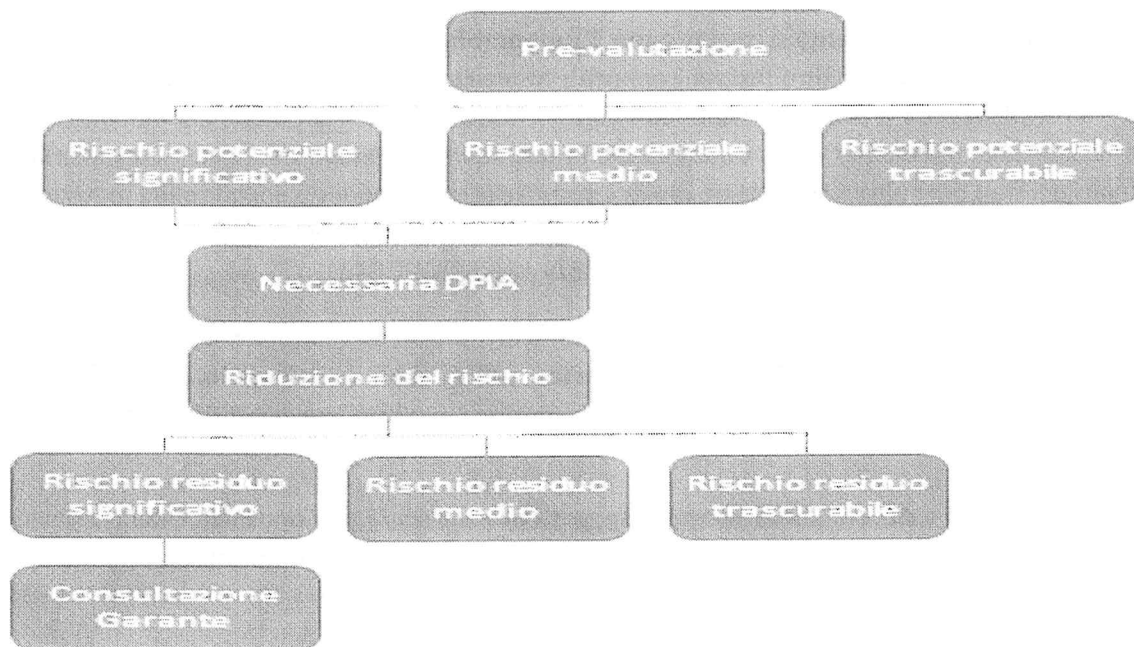 Pre-valutazione
Rischio potenziale
significativo
Rischio potenziale
medio
Rischio potenziale
trascurabile
Necessaria DPIA
Riduzione del rischio
Rischio residuo
significativo
Rischio residuo
medio
Rischio residuo
trascurabile
Consultazione
Garante